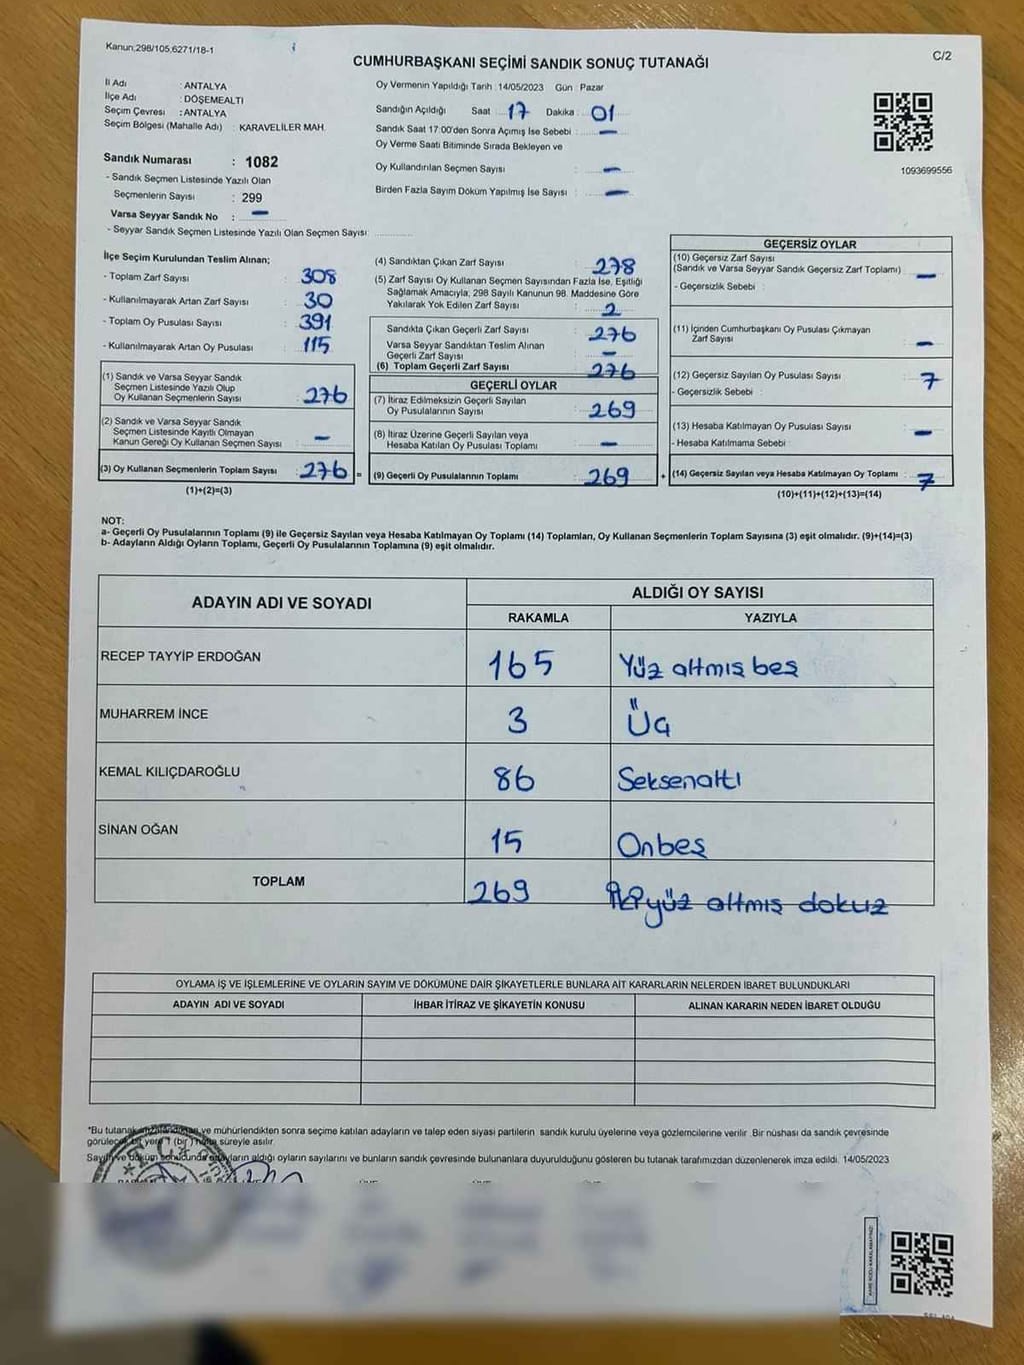 Kanun;298/105,6271/18-1
C/2
CUMHURBAŞKANI SEÇİMİ SANDIK SONUÇ TUTANAĞI
İl Adı : ANTALYA
İlçe Adı : DÖŞEMEALTI
Seçim Çevresi : ANTALYA
Seçim Bölgesi (Mahalle Adı) : KARAVELİLER MAH.
Sandık Numarası : 1082
- Sandık Seçmen Listesinde Yazılı Olan
Seçmenlerin Sayısı : 299
Varsa Seyyar Sandık No : —
- Seyyar Sandık Seçmen Listesinde Yazılı Olan Seçmen Sayısı:
Oy Vermenin Yapıldığı Tarih : 14/05/2023 Gün : Pazar
Sandığın Açıldığı Saat 17 Dakika : 01
Sandık Saat 17:00'den Sonra Açımış İse Sebebi : —
Oy Verme Saati Bitiminde Sırada Bekleyen ve
Oy Kullandırılan Seçmen Sayısı : —
Birden Fazla Sayım Döküm Yapılmış İse Sayısı : —
1093699556
İlçe Seçim Kurulundan Teslim Alınan;
- Toplam Zarf Sayısı : 308
- Kullanılmayarak Artan Zarf Sayısı : 30
- Toplam Oy Pusulası Sayısı : 391
- Kullanılmayarak Artan Oy Pusulası : 115
(1) Sandık ve Varsa Seyyar Sandık
Seçmen Listesinde Yazılı Olup
Oy Kullanan Seçmenlerin Sayısı : 276
(2) Sandık ve Varsa Seyyar Sandık
Seçmen Listesinde Kayıtlı Olmayan
Kanun Gereği Oy Kullanan Seçmen Sayısı : —
(3) Oy Kullanan Seçmenlerin Toplam Sayısı : 276 =
(1)+(2)=(3)
(4) Sandıktan Çıkan Zarf Sayısı : 278
(5) Zarf Sayısı Oy Kullanan Seçmen Sayısından Fazla İse, Eşitliği
Sağlamak Amacıyla, 298 Sayılı Kanunun 98. Maddesine Göre
Yakılarak Yok Edilen Zarf Sayısı : 2
Sandıkta Çıkan Geçerli Zarf Sayısı : 276
Varsa Seyyar Sandıktan Teslim Alınan
Geçerli Zarf Sayısı : —
(6) Toplam Geçerli Zarf Sayısı : 276
GEÇERLİ OYLAR
(7) İtiraz Edilmeksizin Geçerli Sayılan
Oy Pusulalarının Sayısı : 269
(8) İtiraz Üzerine Geçerli Sayılan veya
Hesaba Katılan Oy Pusulası Toplamı : —
(9) Geçerli Oy Pusulalarının Toplamı : 269 +
GEÇERSİZ OYLAR
(10) Geçersiz Zarf Sayısı
(Sandık ve Varsa Seyyar Sandık Geçersiz Zarf Toplamı) : —
- Geçersizlik Sebebi :
(11) İçinden Cumhurbaşkanı Oy Pusulası Çıkmayan
Zarf Sayısı : —
(12) Geçersiz Sayılan Oy Pusulası Sayısı : 7
- Geçersizlik Sebebi :
(13) Hesaba Katılmayan Oy Pusulası Sayısı : —
- Hesaba Katılmama Sebebi :
(14) Geçersiz Sayılan veya Hesaba Katılmayan Oy Toplamı : 7
(10)+(11)+(12)+(13)=(14)
NOT:
a- Geçerli Oy Pusulalarının Toplamı (9) ile Geçersiz Sayılan veya Hesaba Katılmayan Oy Toplamı (14) Toplamları, Oy Kullanan Seçmenlerin Toplam Sayısına (3) eşit olmalıdır. (9)+(14)=(3)
b- Adayların Aldığı Oyların Toplamı, Geçerli Oy Pusulalarının Toplamına (9) eşit olmalıdır.
ADAYIN ADI VE SOYADI
ALDIĞI OY SAYISI
RAKAMLA YAZIYLA
RECEP TAYYİP ERDOĞAN 165 Yüz altmış beş
MUHARREM İNCE 3 Üç
KEMAL KILIÇDAROĞLU 86 Seksenaltı
SİNAN OĞAN 15 Onbeş
TOPLAM 269 İkiyüz altmış dokuz
OYLAMA İŞ VE İŞLEMLERİNE VE OYLARIN SAYIM VE DÖKÜMÜNE DAİR ŞİKAYETLERLE BUNLARA AİT KARARLARIN NELERDEN İBARET BULUNDUKLARI
ADAYIN ADI VE SOYADI İHBAR İTİRAZ VE ŞİKAYETİN KONUSU ALINAN KARARIN NEDEN İBARET OLDUĞU
*Bu tutanak ve mühürlendikten sonra seçime katılan adayların ve talep eden siyasi partilerin sandık kurulu üyelerine veya gözlemcilerine verilir .Bir nüshası da sandık çevresinde
(bir) süreyle asılır.
aldığı oyların sayılarını ve bunların sandık çevresinde bulunanlara duyurulduğunu gösteren bu tutanak tarafımızdan düzenlenerek imza edildi. 14/05/2023